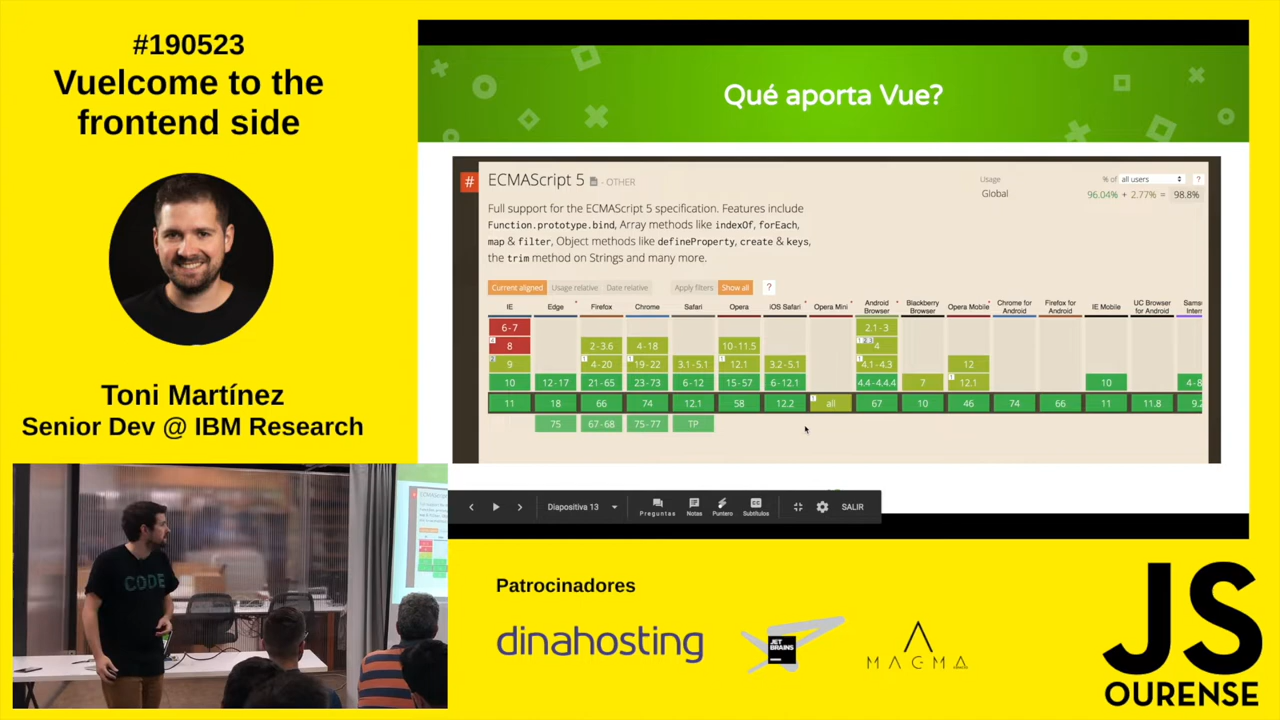 #190523
Vuelcome to the
frontend side
Toni Martínez
Senior Dev @ IBM Research
CODE
Qué aporta Vue?
# ECMAScript 5 - OTHER
Usage % of all users ?
Global 96.04% + 2.77% = 98.8%
Full support for the ECMAScript 5 specification. Features include
Function.prototype.bind, Array methods like indexOf, forEach,
map & filter, Object methods like defineProperty, create & keys,
the trim method on Strings and many more.
Current aligned Usage relative Date relative Apply filters Show all ?
IE Edge Firefox Chrome Safari Opera iOS Safari Opera Mini Android Browser Blackberry Browser Opera Mobile Chrome for Android Firefox for Android IE Mobile UC Browser for Android Sams Intern
6-7 2.1-3
8 2-3.6 4-18 10-11.5 4
9 4-20 19-22 3.1-5.1 12.1 3.2-5.1 4.1-4.3 12
10 12-17 21-65 23-73 6-12 15-57 6-12.1 4.4-4.4.4 7 12.1 10 4-8
11 18 66 74 12.1 58 12.2 all 67 10 46 74 66 11 11.8 9.2
75 67-68 75-77 TP
Diapositiva 13 Preguntas Notas Puntero Subtítulos SALIR
Patrocinadores
dinahosting
JET
BRAINS
MAGMA
JS
OURENSE